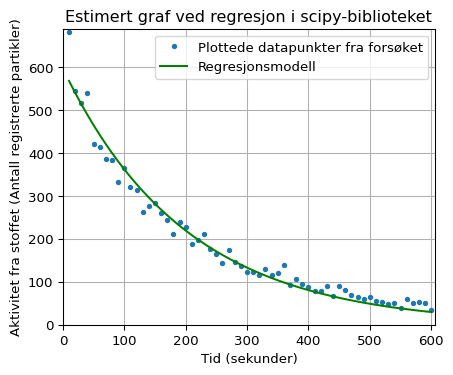 Estimert graf ved regresjon i scipy-biblioteket
Plottede datapunkter fra forsøket
Regresjonsmodell
Aktivitet fra stoffet (Antall registrerte partikler)
600
500
400
300
200
100
0
0 100 200 300 400 500 600
Tid (sekunder)